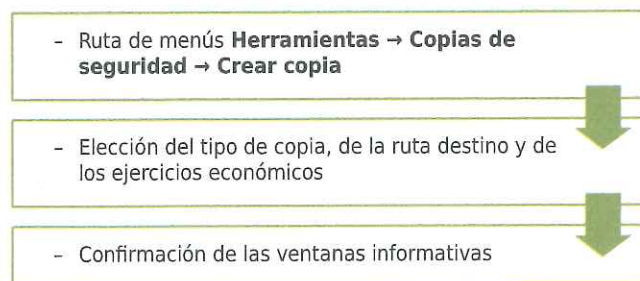 – Ruta de menús Herramientas → Copias de
seguridad → Crear copia
– Elección del tipo de copia, de la ruta destino y de
los ejercicios económicos
– Confirmación de las ventanas informativas